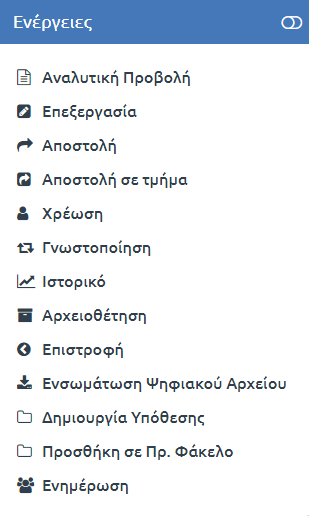 Ενέργειες
Αναλυτική Προβολή
Επεξεργασία
Αποστολή
Αποστολή σε τμήμα
Χρέωση
Γνωστοποίηση
Ιστορικό
Αρχειοθέτηση
Επιστροφή
Ενσωμάτωση Ψηφιακού Αρχείου
Δημιουργία Υπόθεσης
Προσθήκη σε Πρ. Φάκελο
Ενημέρωση